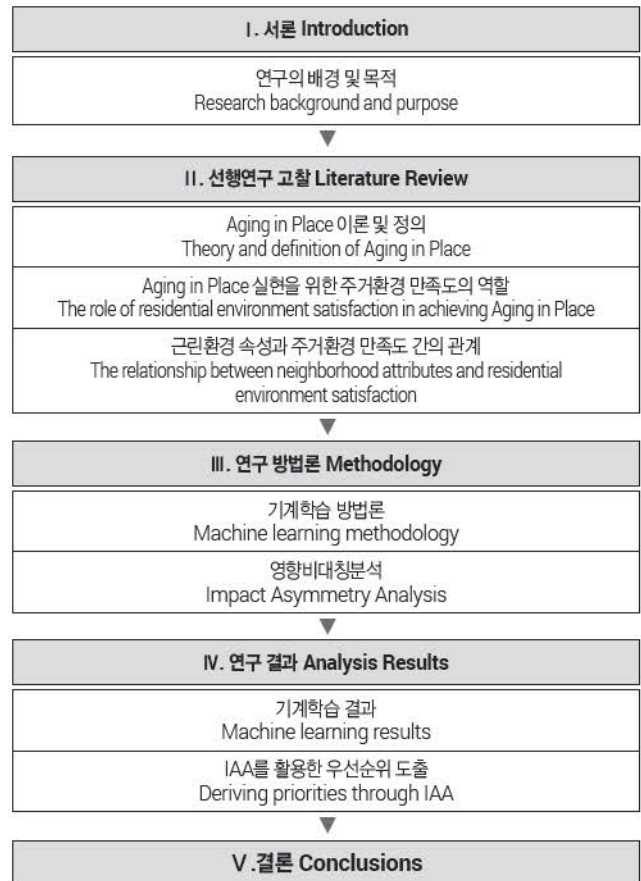 Ⅰ. 서론 Introduction
연구의 배경 및 목적
Research background and purpose
▼
Ⅱ. 선행연구 고찰 Literature Review
Aging in Place 이론 및 정의
Theory and definition of Aging in Place
Aging in Place 실현을 위한 주거환경 만족도의 역할
The role of residential environment satisfaction in achieving Aging in Place
근린환경 속성과 주거환경 만족도 간의 관계
The relationship between neighborhood attributes and residential
environment satisfaction
▼
Ⅲ. 연구 방법론 Methodology
기계학습 방법론
Machine learning methodology
영향비대칭분석
Impact Asymmetry Analysis
▼
Ⅳ. 연구 결과 Analysis Results
기계학습 결과
Machine learning results
IAA를 활용한 우선순위 도출
Deriving priorities through IAA
▼
Ⅴ.결론 Conclusions